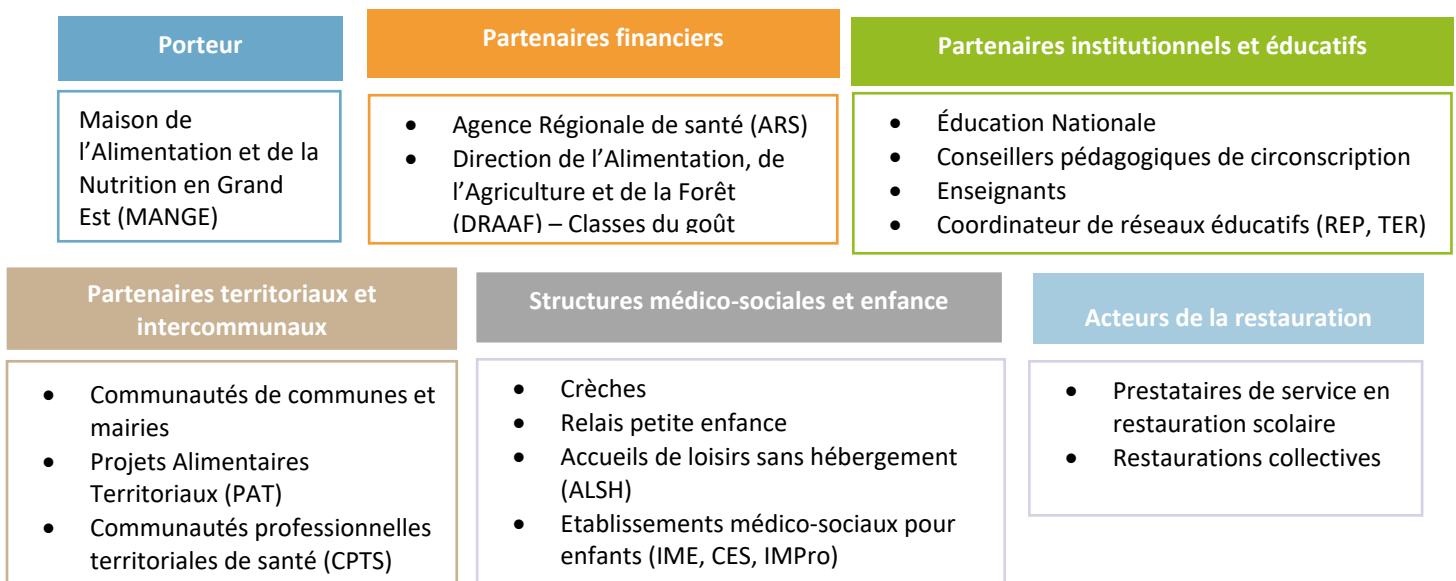 Porteur
Maison de
l’Alimentation et de la
Nutrition en Grand
Est (MANGE)
Partenaires financiers
• Agence Régionale de santé (ARS)
• Direction de l’Alimentation, de
l’Agriculture et de la Forêt
(DRAAF) – Classes du goût
Partenaires institutionnels et éducatifs
• Éducation Nationale
• Conseillers pédagogiques de circonscription
• Enseignants
• Coordinateur de réseaux éducatifs (REP, TER)
Partenaires territoriaux et
intercommunaux
• Communautés de communes et
mairies
• Projets Alimentaires
Territoriaux (PAT)
• Communautés professionnelles
territoriales de santé (CPTS)
Structures médico-sociales et enfance
• Crèches
• Relais petite enfance
• Accueils de loisirs sans hébergement
(ALSH)
• Etablissements médico-sociaux pour
enfants (IME, CES, IMPro)
Acteurs de la restauration
• Prestataires de service en
restauration scolaire
• Restaurations collectives